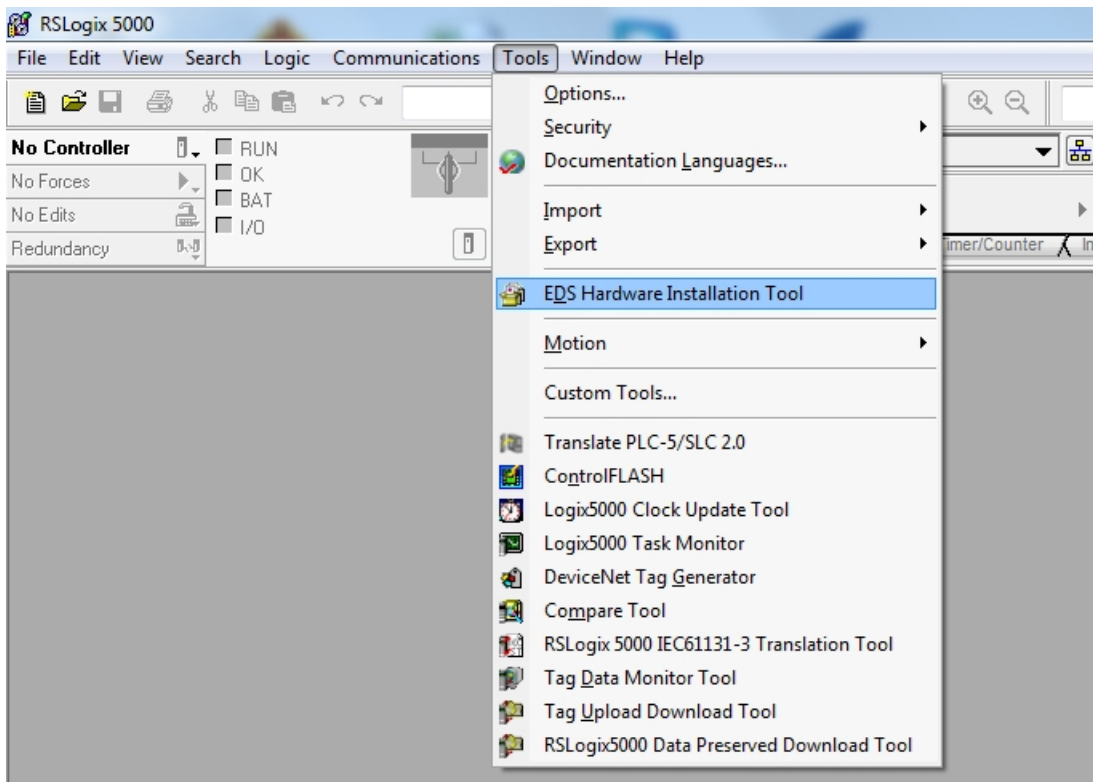 RSLogix 5000
File Edit View Search Logic Communications Tools Window Help
No Controller
No Forces
No Edits
Redundancy
RUN
OK
BAT
I/O
Options...
Security
Documentation Languages...
Import
Export
EDS Hardware Installation Tool
Motion
Custom Tools...
Translate PLC-5/SLC 2.0
ControlFLASH
Logix5000 Clock Update Tool
Logix5000 Task Monitor
DeviceNet Tag Generator
Compare Tool
RSLogix 5000 IEC61131-3 Translation Tool
Tag Data Monitor Tool
Tag Upload Download Tool
RSLogix5000 Data Preserved Download Tool
imer/Counter
In